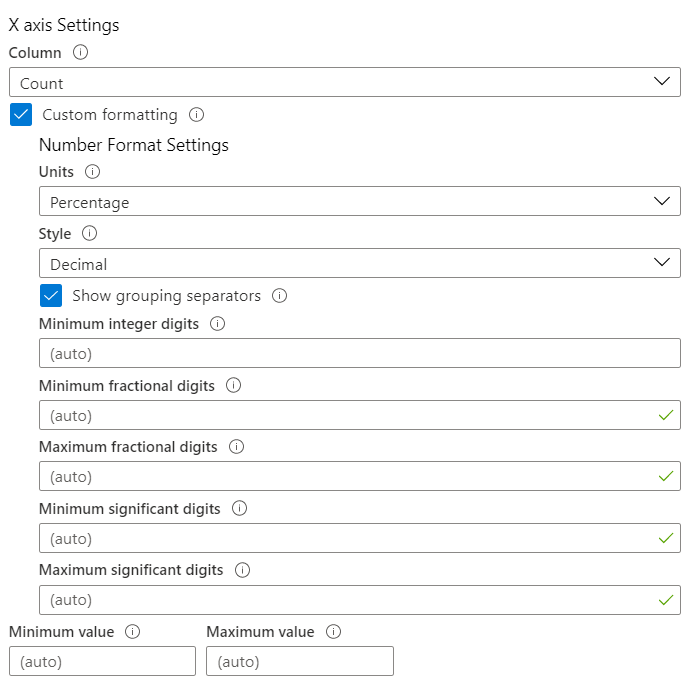 X axis Settings
Column
Count
Custom formatting
Number Format Settings
Units
Percentage
Style
Decimal
Show grouping separators
Minimum integer digits
(auto)
Minimum fractional digits
(auto)
Maximum fractional digits
(auto)
Minimum significant digits
(auto)
Maximum significant digits
(auto)
Minimum value Maximum value
(auto) (auto)